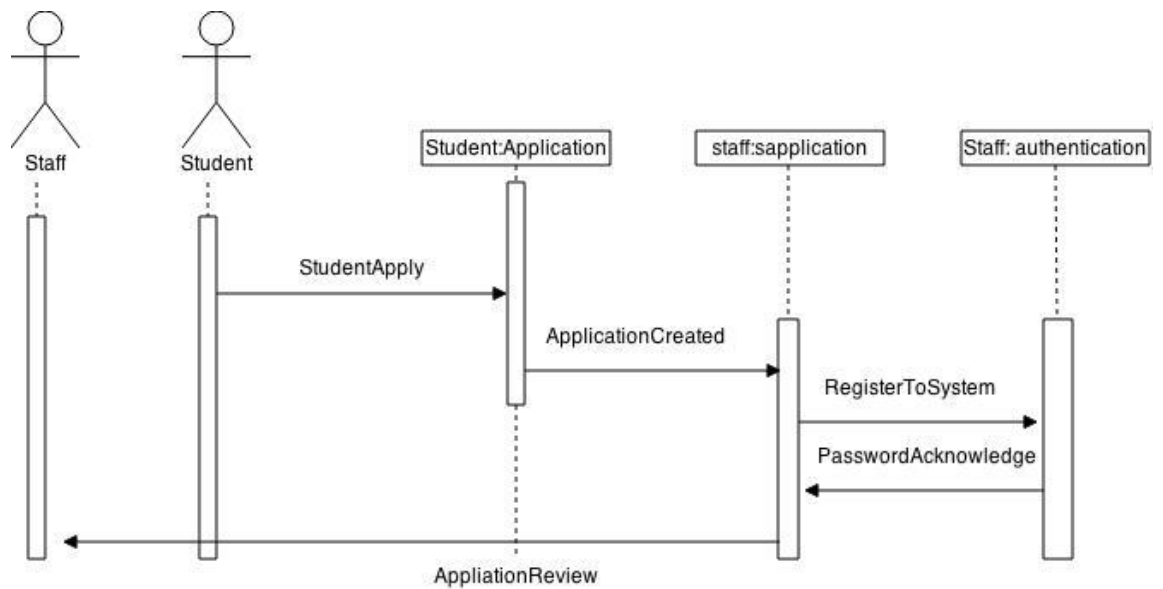 Staff
Student
Student:Application
staff:sapplication
Staff: authentication
StudentApply
ApplicationCreated
RegisterToSystem
PasswordAcknowledge
AppliationReview